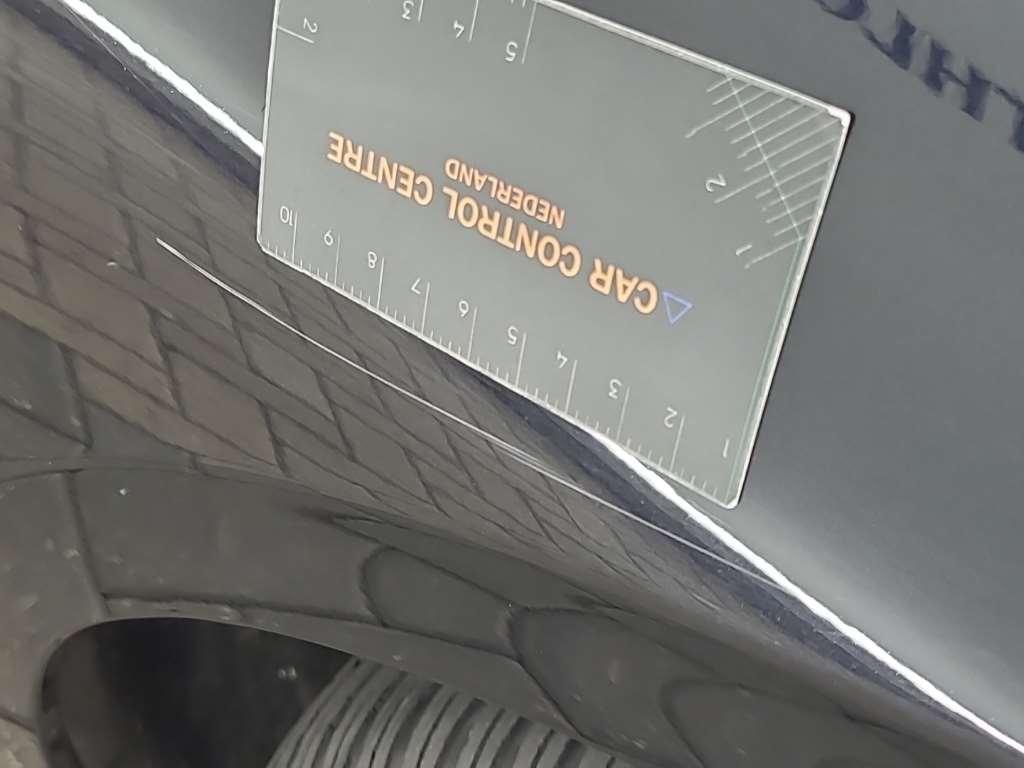 CAR CONTROL CENTRE
NEDERLAND
1 2 3 4 5 6 7 8 9 10
1 2
5 4 3 2